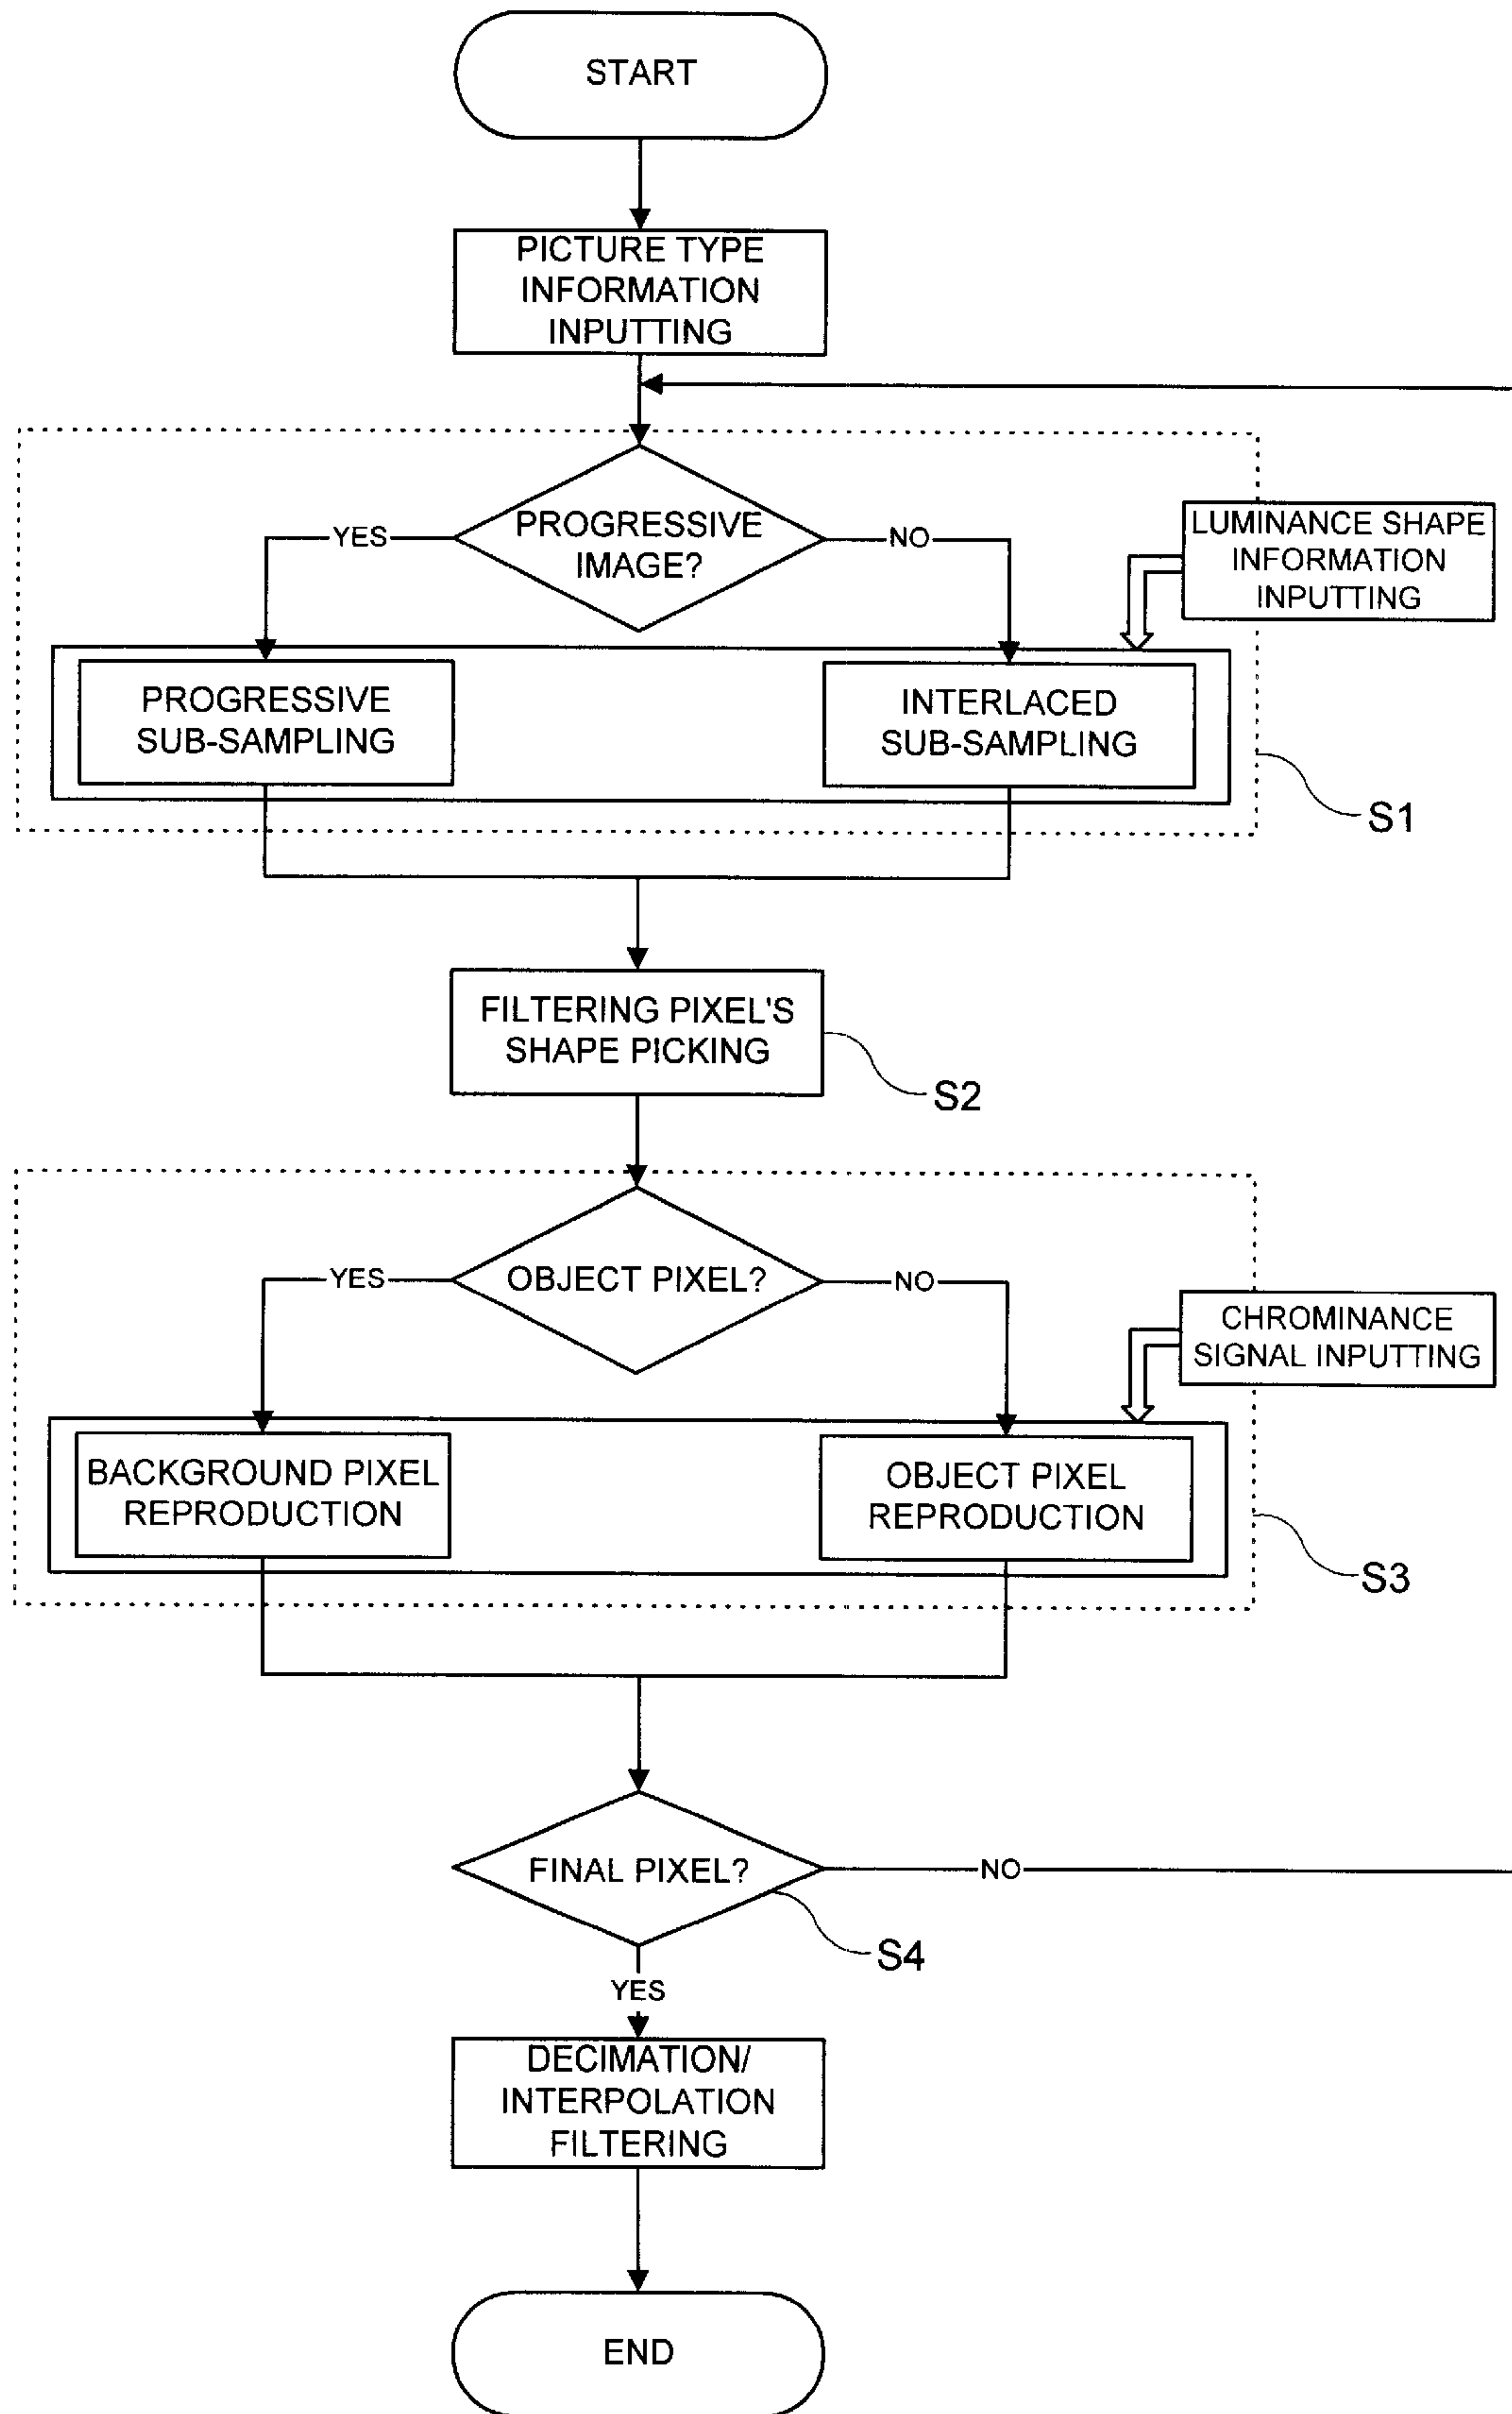 START
PICTURE TYPE
INFORMATION
INPUTTING
PROGRESSIVE
IMAGE?
YES
NO
LUMINANCE SHAPE
INFORMATION
INPUTTING
PROGRESSIVE
SUB-SAMPLING
INTERLACED
SUB-SAMPLING
S1
FILTERING PIXEL'S
SHAPE PICKING
S2
OBJECT PIXEL?
YES
NO
CHROMINANCE
SIGNAL INPUTTING
BACKGROUND PIXEL
REPRODUCTION
OBJECT PIXEL
REPRODUCTION
S3
FINAL PIXEL?
NO
S4
YES
DECIMATION/
INTERPOLATION
FILTERING
END